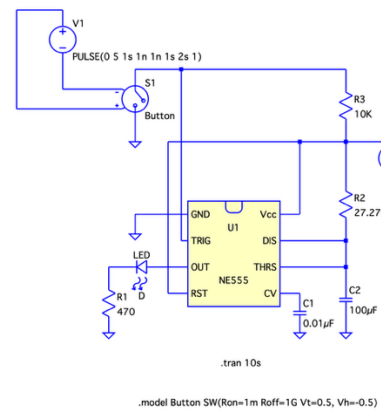 V1
+
−
PULSE(0 5 1s 1n 1n 1s 2s 1)
S1
-
+
Button
R3
10K
R2
27.27
GND
Vcc
U1
TRIG
DIS
LED
OUT
THRS
D
NE555
RST
CV
R1
470
C1
0.01µF
C2
100µF
.tran 10s
.model Button SW(Ron=1m Roff=1G Vt=0.5, Vh=-0.5)